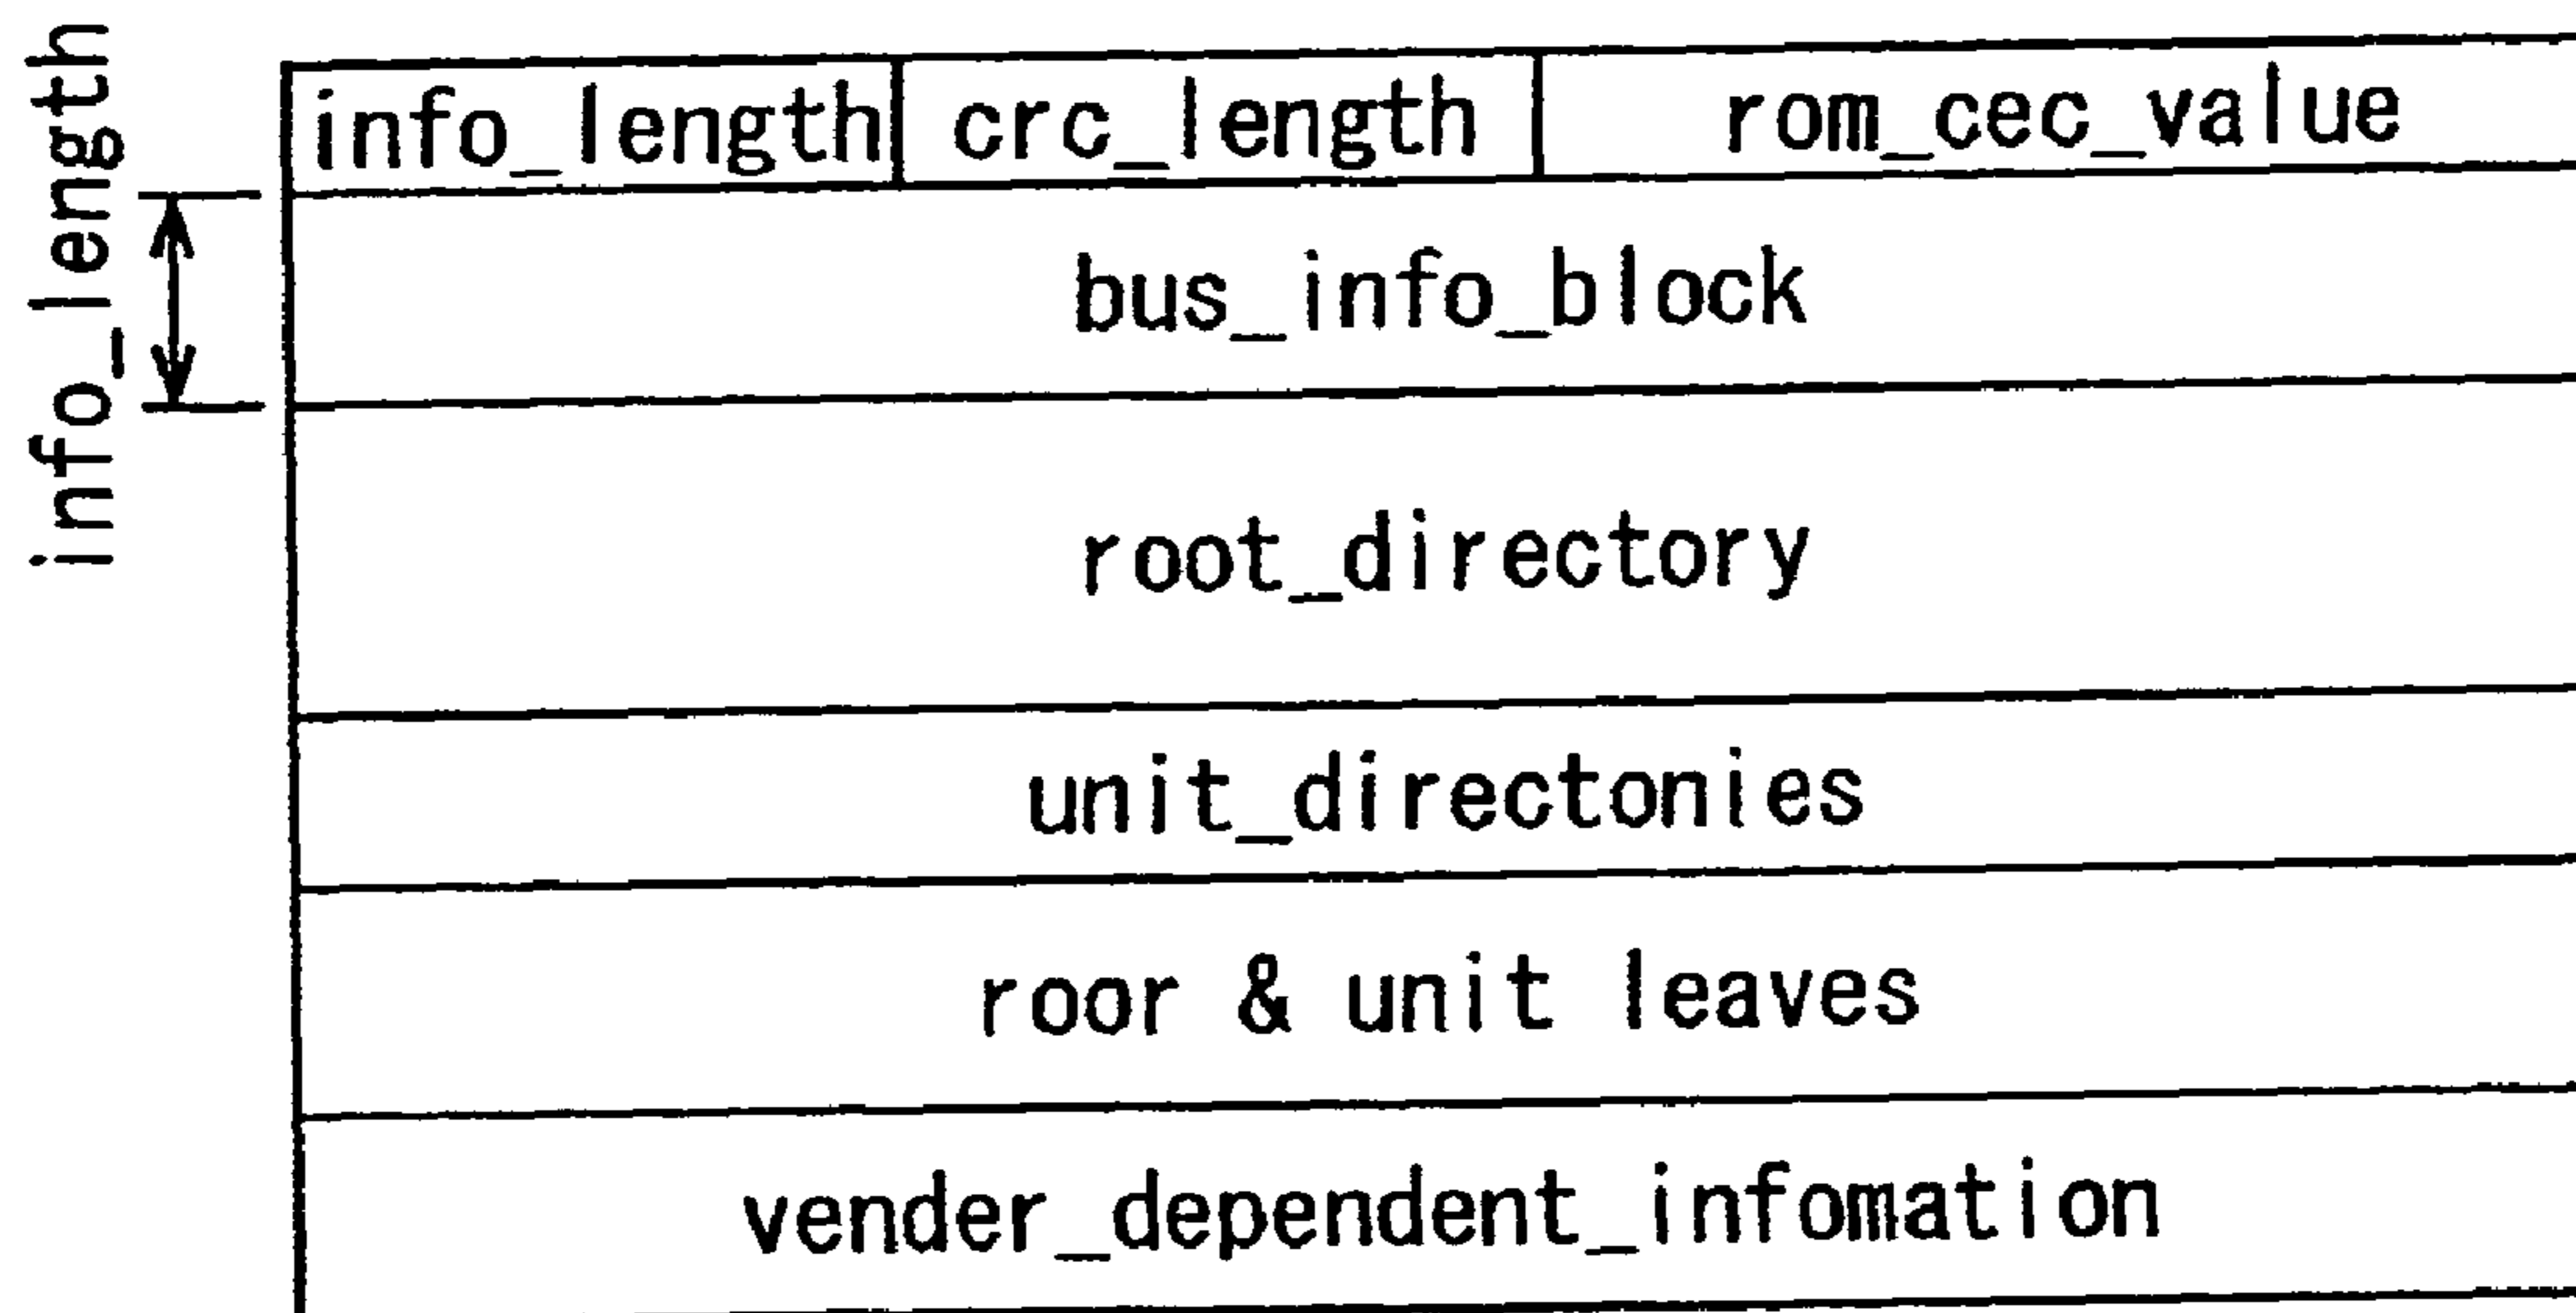 info_length
info_length crc_length rom_cec_value
bus_info_block
root_directory
unit_directonies
roor & unit leaves
vender_dependent_infomation